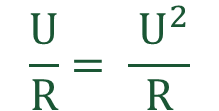 U/R = U²/R